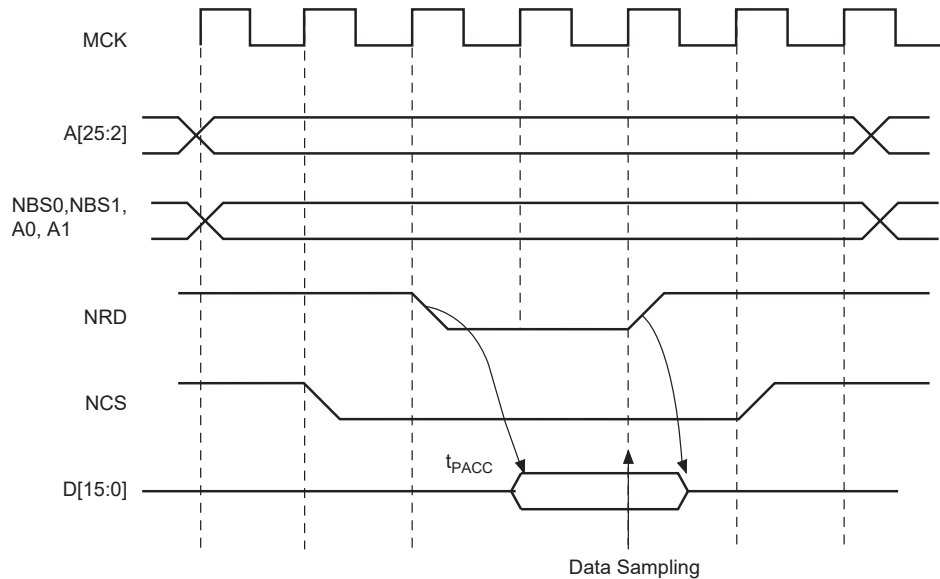 MCK
A[25:2]
NBS0,NBS1,
A0, A1
NRD
NCS
tPACC
D[15:0]
Data Sampling